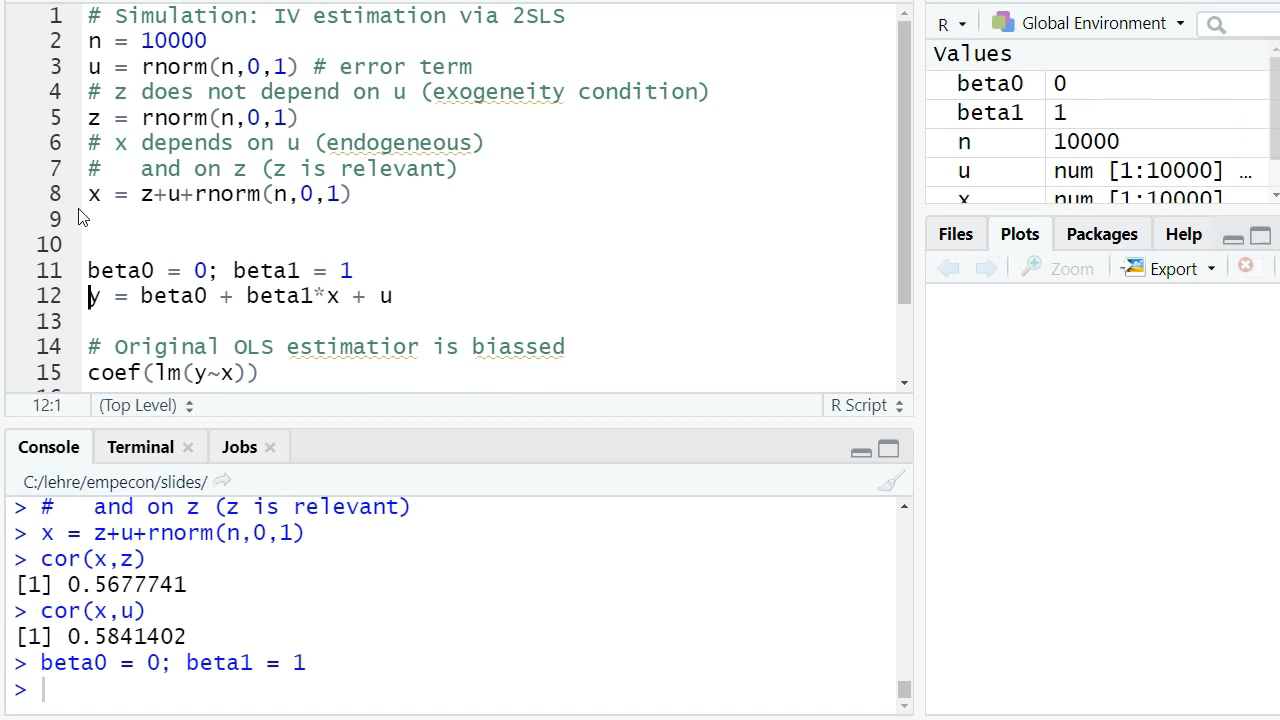 1 # Simulation: IV estimation via 2SLS
2 n = 10000
3 u = rnorm(n,0,1) # error term
4 # z does not depend on u (exogeneity condition)
5 z = rnorm(n,0,1)
6 # x depends on u (endogeneous)
7 #   and on z (z is relevant)
8 x = z+u+rnorm(n,0,1)
9
10
11 beta0 = 0; beta1 = 1
12 y = beta0 + beta1*x + u
13
14 # Original OLS estimatior is biassed
15 coef(lm(y~x))
12:1 (Top Level) R Script
Console Terminal Jobs
C:/lehre/empecon/slides/
> #   and on z (z is relevant)
> x = z+u+rnorm(n,0,1)
> cor(x,z)
[1] 0.5677741
> cor(x,u)
[1] 0.5841402
> beta0 = 0; beta1 = 1
>
R Global Environment
Values
beta0 0
beta1 1
n 10000
u num [1:10000] ...
x num [1:10000]
Files Plots Packages Help
Zoom Export